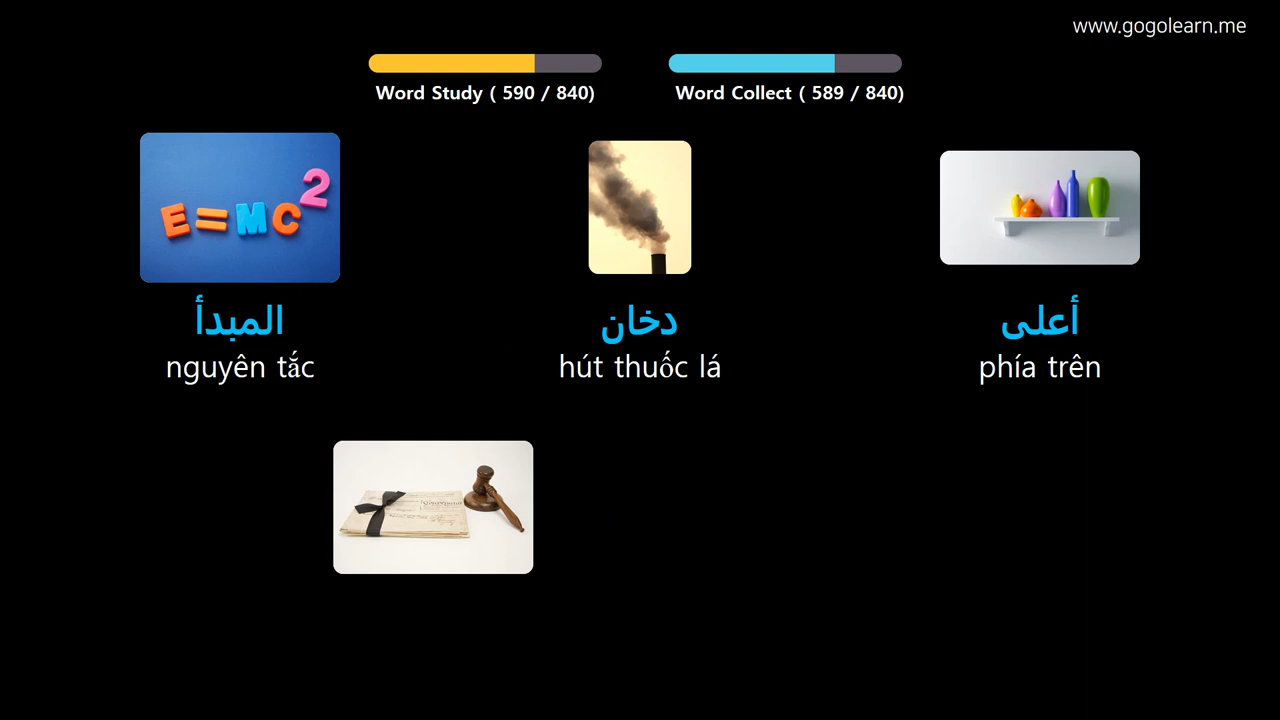 www.gogolearn.me
Word Study ( 590 / 840)
Word Collect ( 589 / 840)
E=MC2
المبدأ
nguyên tắc
دخان
hút thuốc lá
أعلى
phía trên